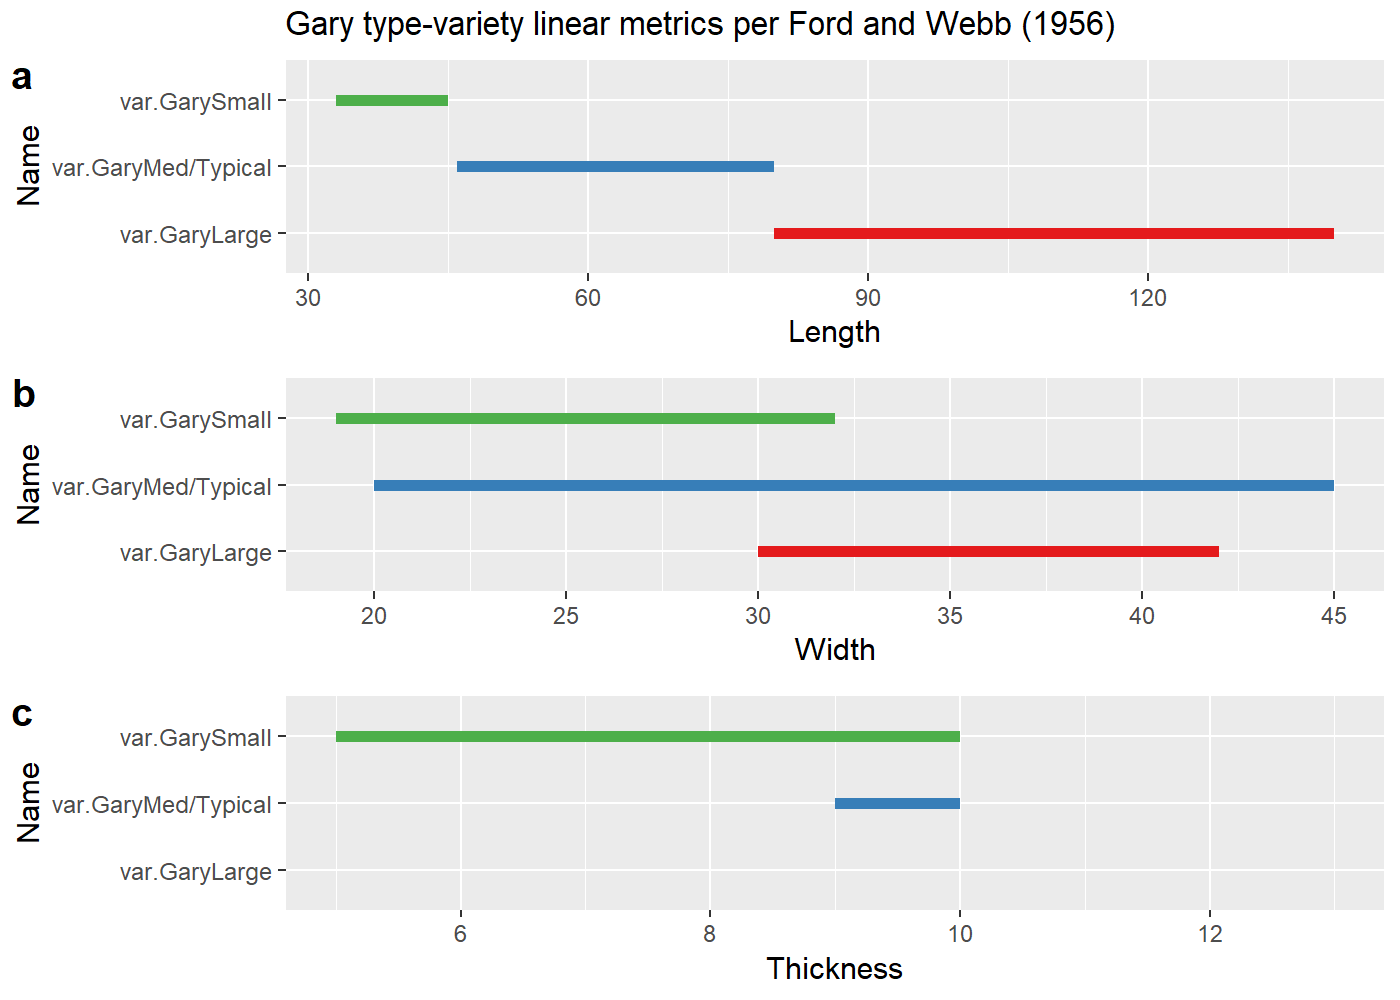 Gary type-variety linear metrics per Ford and Webb (1956)
a
Name
var.GarySmall
var.GaryMed/Typical
var.GaryLarge
30 60 90 120
Length
b
Name
var.GarySmall
var.GaryMed/Typical
var.GaryLarge
20 25 30 35 40 45
Width
c
Name
var.GarySmall
var.GaryMed/Typical
var.GaryLarge
6 8 10 12
Thickness